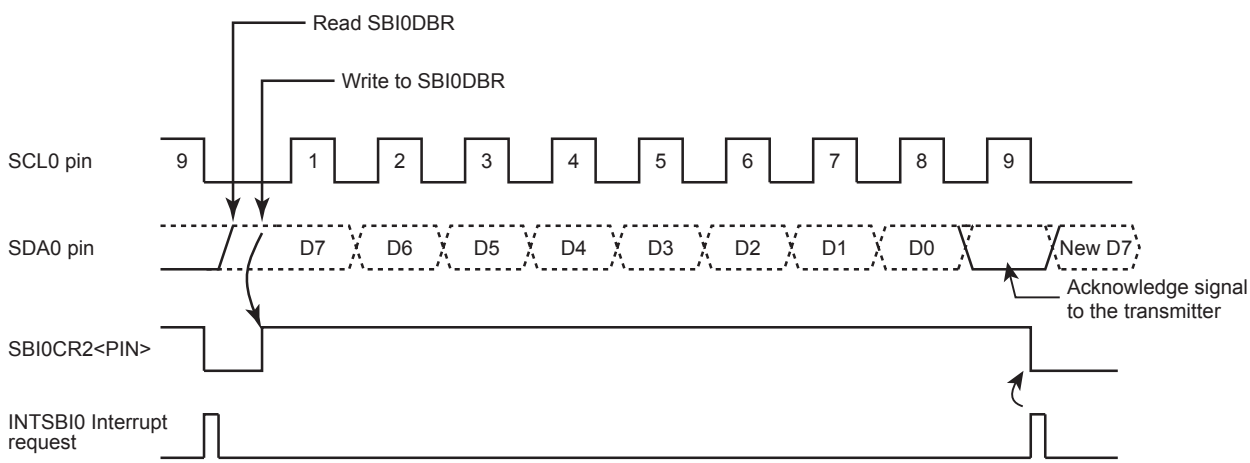 Read SBI0DBR
Write to SBI0DBR
SCL0 pin
9 1 2 3 4 5 6 7 8 9
SDA0 pin
D7 D6 D5 D4 D3 D2 D1 D0 New D7
Acknowledge signal
to the transmitter
SBI0CR2<PIN>
INTSBI0 Interrupt
request